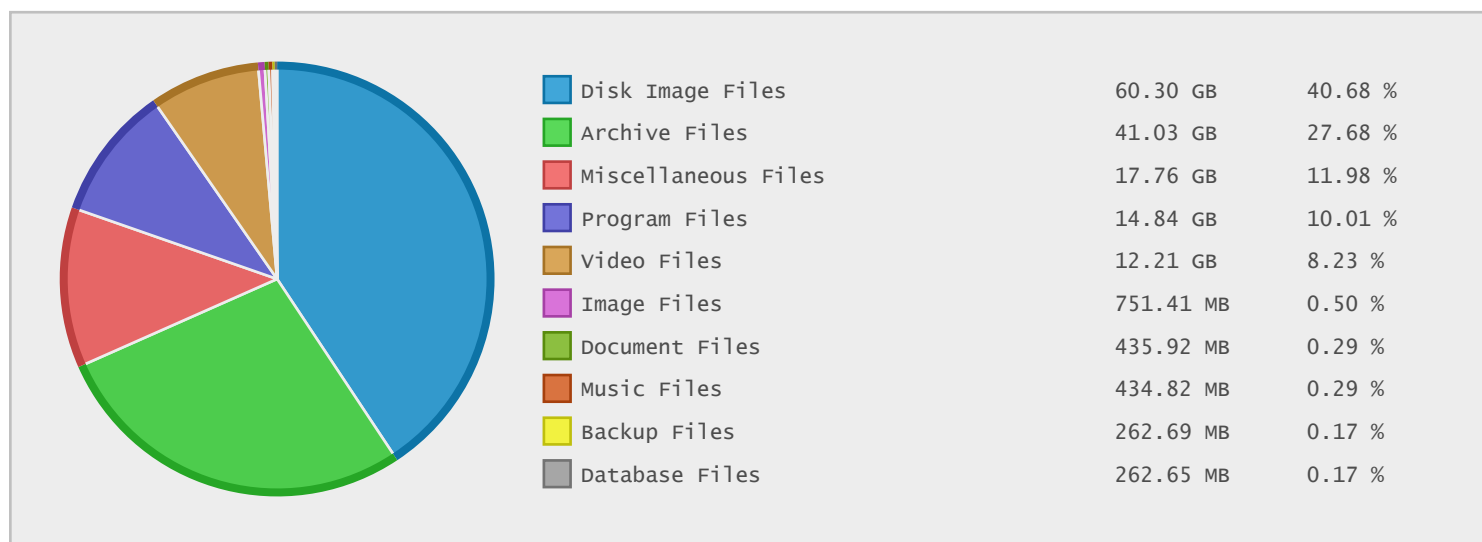 Disk Image Files 60.30 GB 40.68 %
Archive Files 41.03 GB 27.68 %
Miscellaneous Files 17.76 GB 11.98 %
Program Files 14.84 GB 10.01 %
Video Files 12.21 GB 8.23 %
Image Files 751.41 MB 0.50 %
Document Files 435.92 MB 0.29 %
Music Files 434.82 MB 0.29 %
Backup Files 262.69 MB 0.17 %
Database Files 262.65 MB 0.17 %